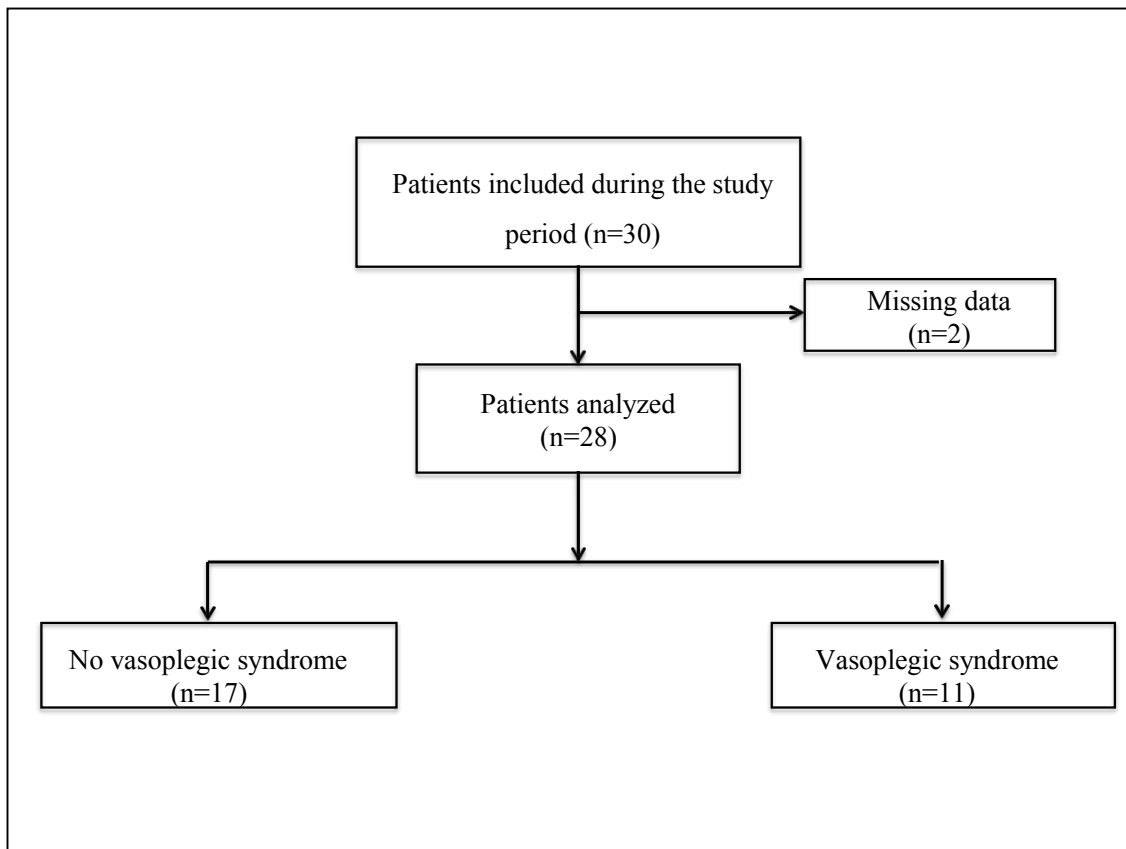 Patients included during the study
period (n=30)
Missing data
(n=2)
Patients analyzed
(n=28)
No vasoplegic syndrome
(n=17)
Vasoplegic syndrome
(n=11)